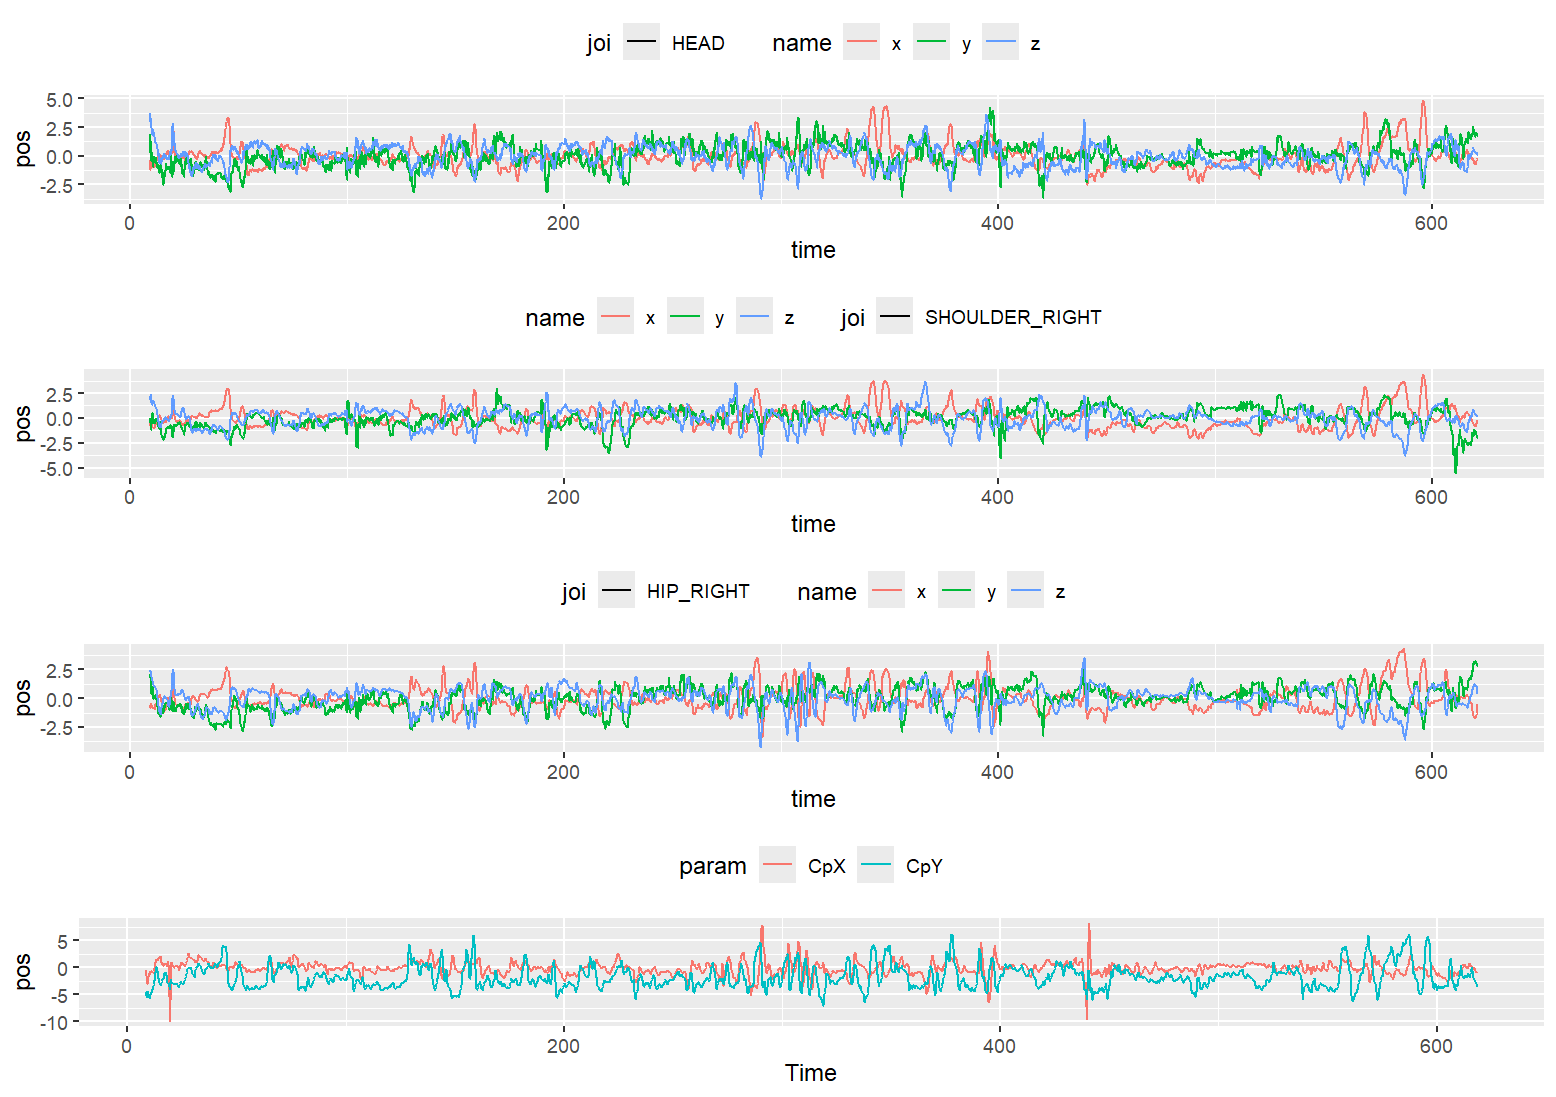 joi HEAD name x y z
pos
5.0
2.5
0.0
-2.5
0 200 400 600
time
name x y z joi SHOULDER_RIGHT
pos
2.5
0.0
-2.5
-5.0
0 200 400 600
time
joi HIP_RIGHT name x y z
pos
2.5
0.0
-2.5
0 200 400 600
time
param CpX CpY
pos
5
0
-5
-10
0 200 400 600
Time